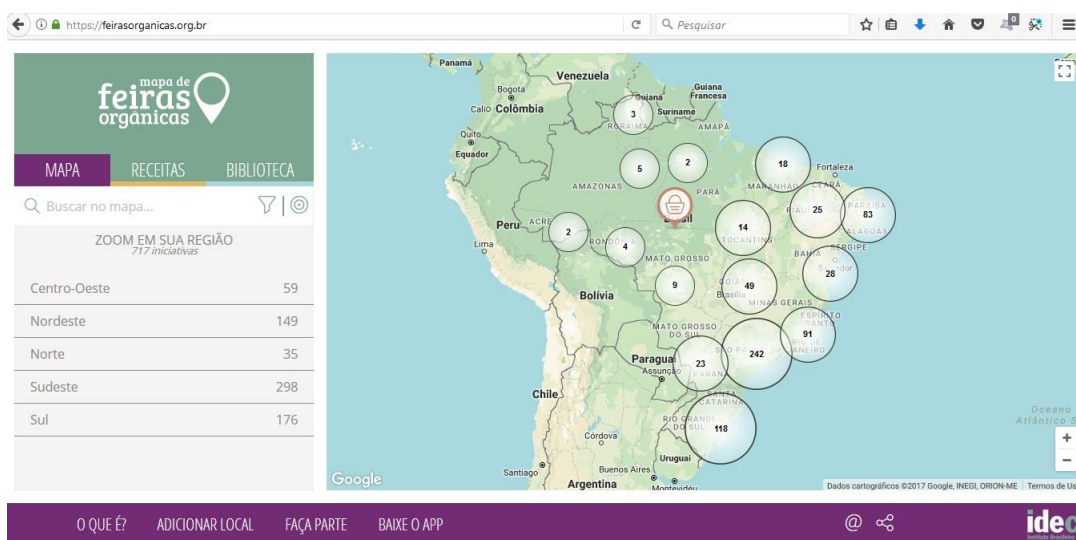 https://feirasorganicas.org.br
Pesquisar
0
mapa de
feiras
orgânicas
MAPA RECEITAS BIBLIOTECA
Buscar no mapa...
ZOOM EM SUA REGIÃO
717 iniciativas
Centro-Oeste 59
Nordeste 149
Norte 35
Sudeste 298
Sul 176
Panamá
Venezuela
Bogotá
Guiana
Guiana
Francesa
Calio Colômbia
3
Suriname
RORAIMA
AMAPÁ
Quito
Equador
5
2
18
Fortaleza
AMAZONAS
PARÁ
MARANHÃO
CEARÁ
25
PARAÍBA
83
ALAGOAS
Peru
ACRE
2
RONDÔNIA
4
14
TOCANTINS
SERGIPE
Lima
MATO GROSSO
BAHIA
28
9
GOIÁS
49
Brasília
Bolívia
MINAS GERAIS
ESPÍRITO
SANTO
91
MATO GROSSO
DO SUL
RIO DE
JANEIRO
242
Paraguai
Assunção
23
PARANÁ
Chile
SANTA
CATARINA
RIO GRANDE
DO SUL
118
Córdova
Uruguai
Santiago
Buenos Aires
Argentina
Montevidéu
Oceano
Atlântico S
+
−
Google
Dados cartográficos ©2017 Google, INEGI, ORION-ME Termos de Us
O QUE É? ADICIONAR LOCAL FAÇA PARTE BAIXE O APP
@
idec
Instituto Brasileiro